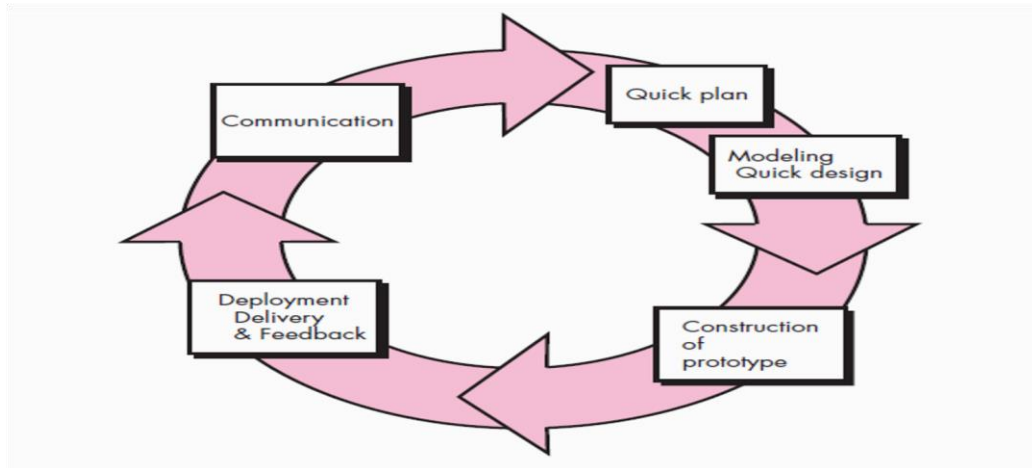 Communication
Quick plan
Modeling
Quick design
Construction
of
prototype
Deployment
Delivery
& Feedback